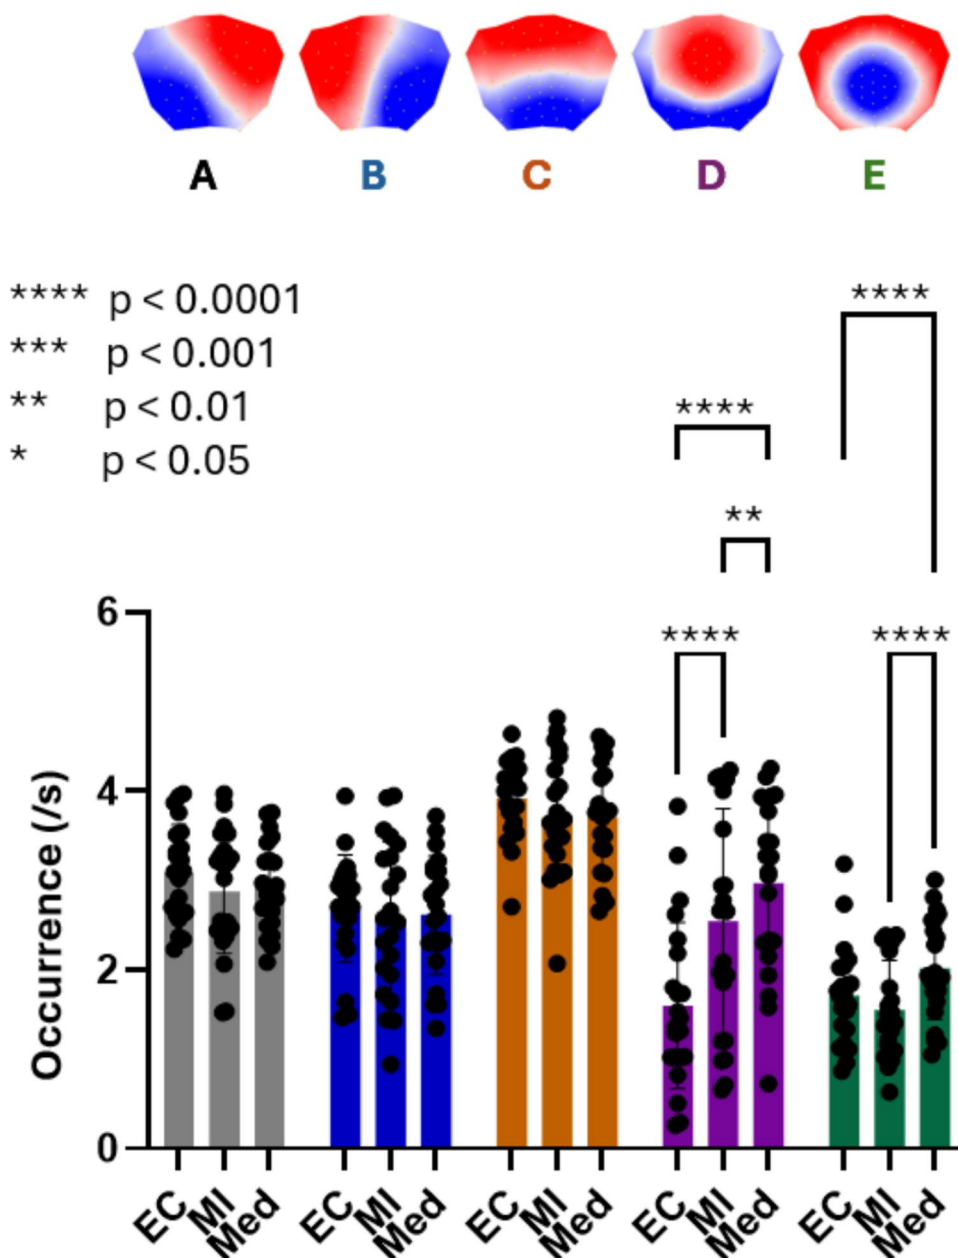 A B C D E
**** p < 0.0001
*** p < 0.001
** p < 0.01
* p < 0.05
****
****
**
**** ****
6
4
2
0
Occurrence (/s)
EC MI Med EC MI Med EC MI Med EC MI Med EC MI Med